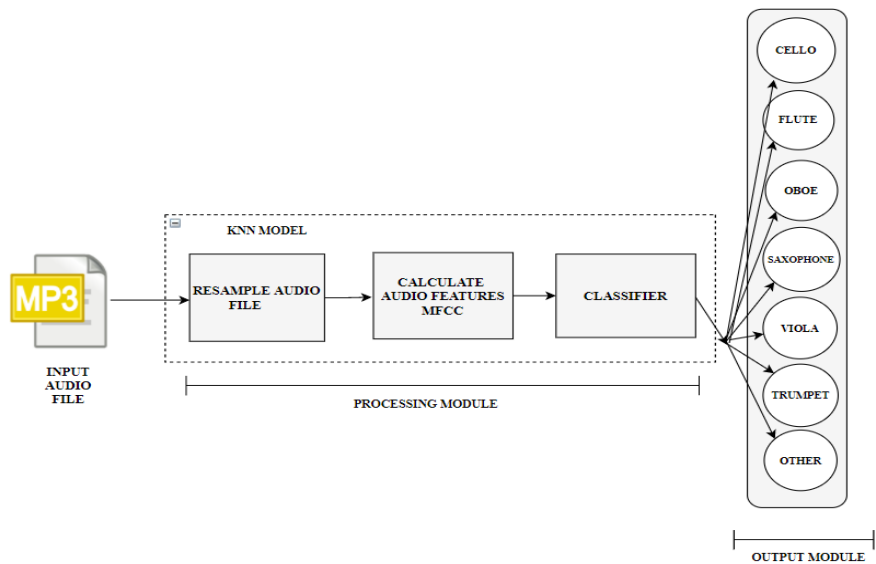 MP3
INPUT
AUDIO
FILE
KNN MODEL
RESAMPLE AUDIO
FILE
CALCULATE
AUDIO FEATURES
MFCC
CLASSIFIER
PROCESSING MODULE
CELLO
FLUTE
OBOE
SAXOPHONE
VIOLA
TRUMPET
OTHER
OUTPUT MODULE